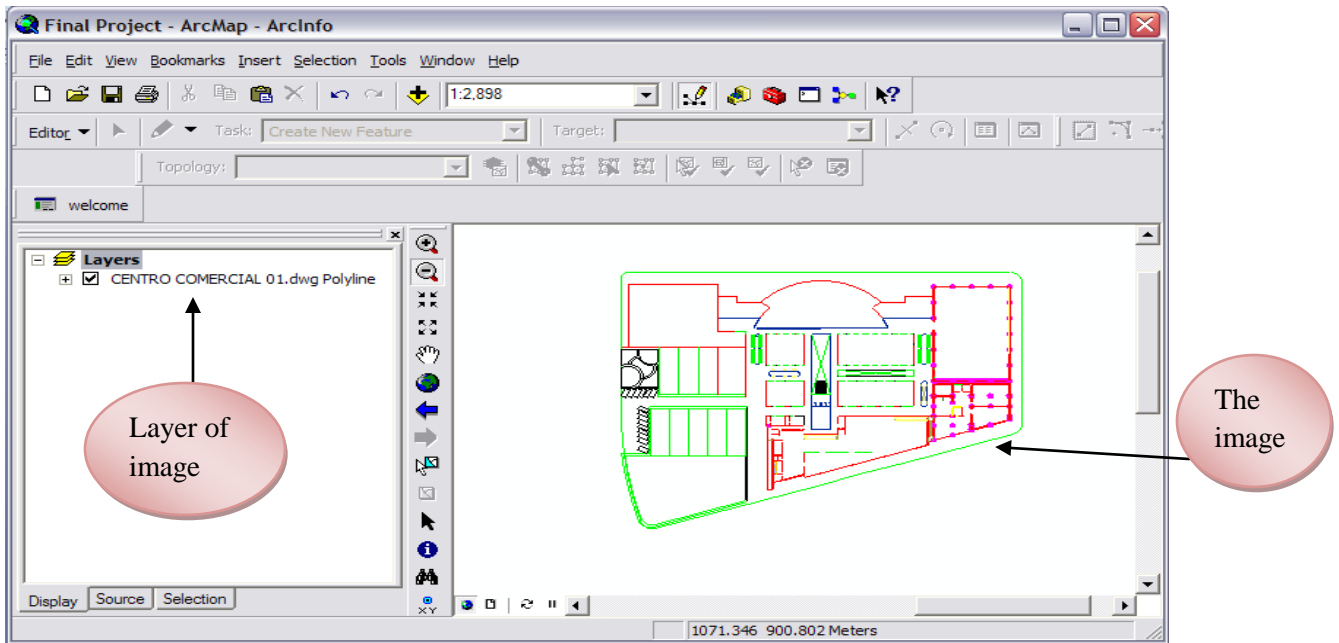 Final Project - ArcMap - ArcInfo
File Edit View Bookmarks Insert Selection Tools Window Help
1:2,898
Editor Task: Create New Feature Target:
Topology:
welcome
Layers
CENTRO COMERCIAL 01.dwg Polyline
Layer of
image
The
image
XY
Display Source Selection
1071.346 900.802 Meters